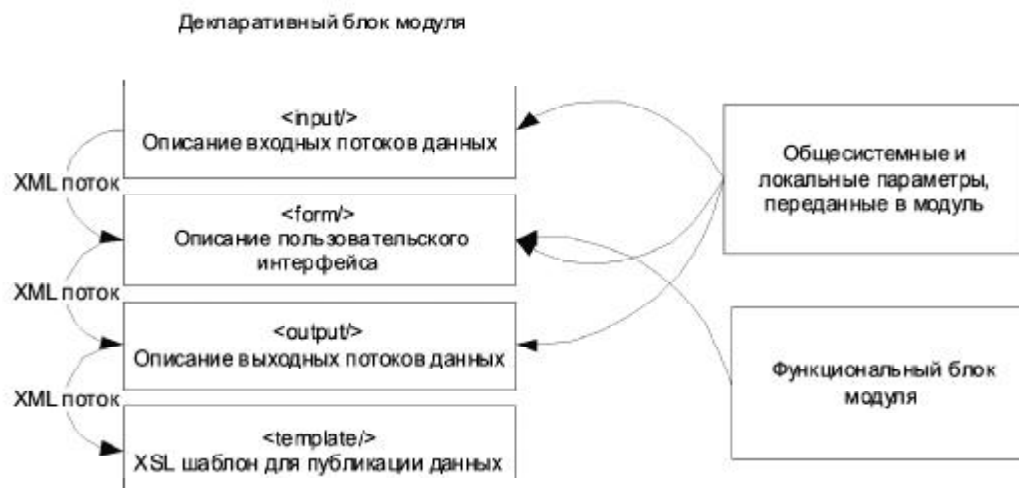 Декларативный блок модуля
<input/>
Описание входных потоков данных
XML поток
<form/>
Описание пользовательского
интерфейса
XML поток
<output/>
Описание выходных потоков данных
XML поток
<template/>
XSL шаблон для публикации данных
Общесистемные и
локальные параметры,
переданные в модуль
Функциональный блок
модуля